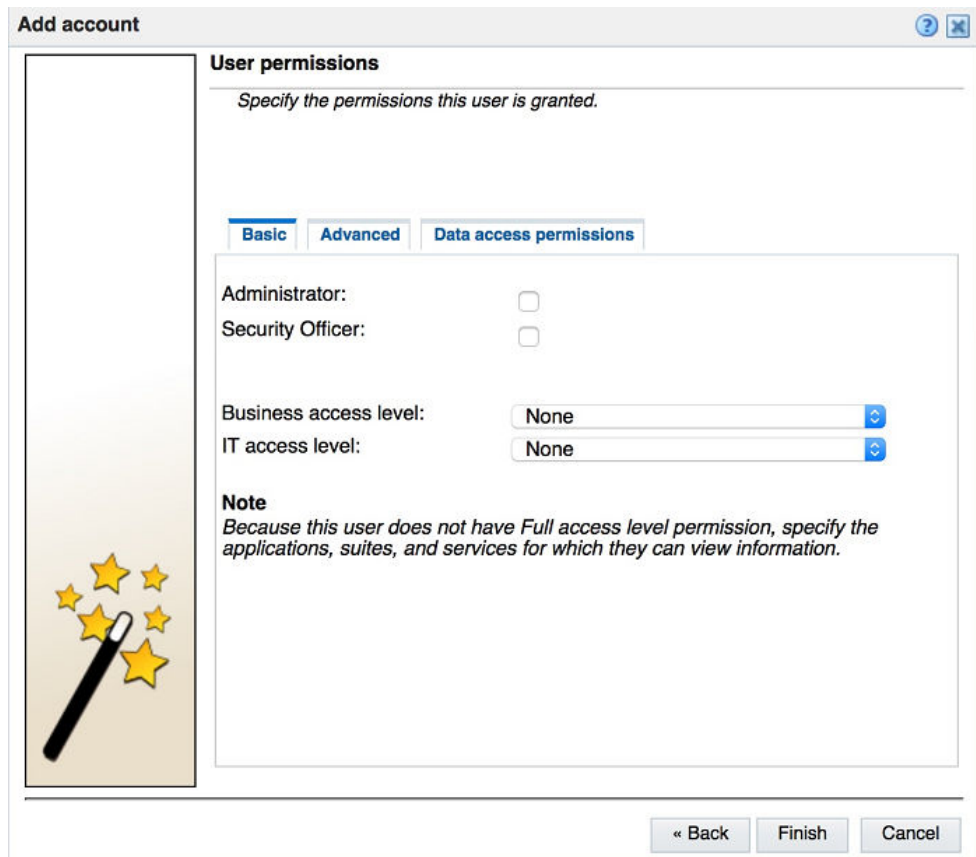 Add account
?
User permissions
Specify the permissions this user is granted.
Basic Advanced Data access permissions
Administrator:
Security Officer:
Business access level: None
IT access level: None
Note
Because this user does not have Full access level permission, specify the
applications, suites, and services for which they can view information.
« Back Finish Cancel